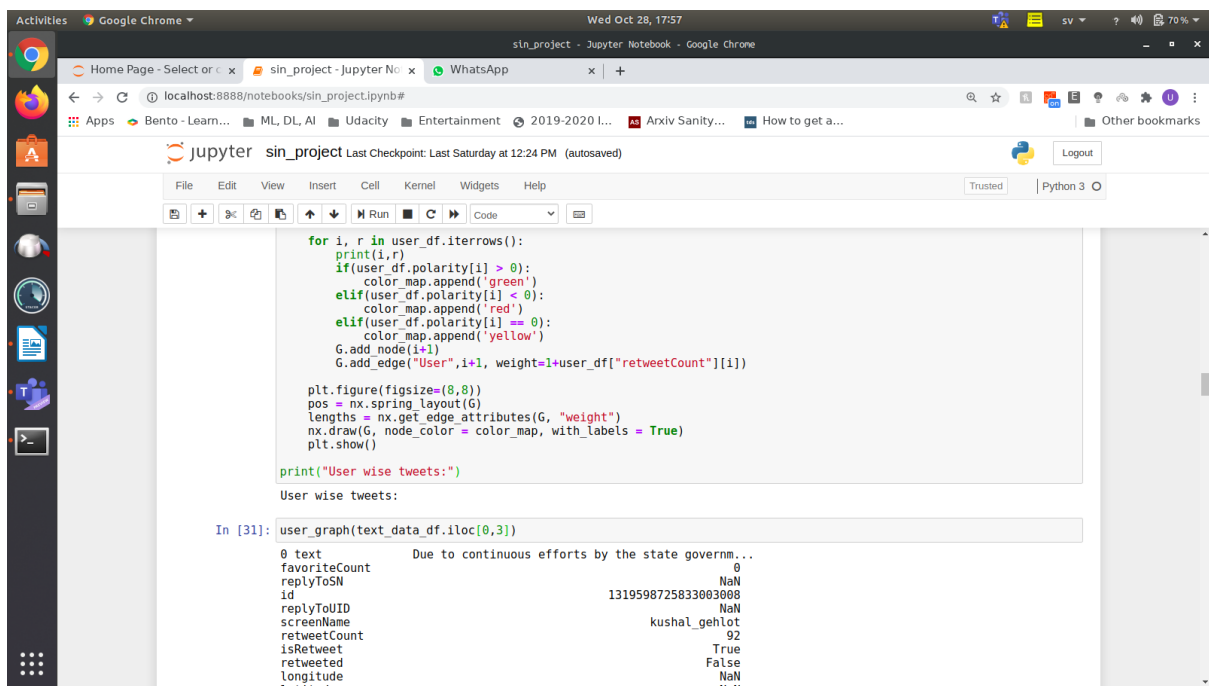 Activities Google Chrome Wed Oct 28, 17:57 sv ? 70 %
sin_project - Jupyter Notebook - Google Chrome
Home Page - Select or c x sin_project - Jupyter No x WhatsApp x +
localhost:8888/notebooks/sin_project.ipynb#
Apps Bento - Learn... ML, DL, AI Udacity Entertainment 2019-2020 I... AS Arxiv Sanity... tds How to get a... Other bookmarks
jupyter sin_project Last Checkpoint: Last Saturday at 12:24 PM (autosaved) Logout
File Edit View Insert Cell Kernel Widgets Help Trusted Python 3
Run Code
for i, r in user_df.iterrows():
print(i,r)
if(user_df.polarity[i] > 0):
color_map.append('green')
elif(user_df.polarity[i] < 0):
color_map.append('red')
elif(user_df.polarity[i] == 0):
color_map.append('yellow')
G.add_node(i+1)
G.add_edge("User",i+1, weight=1+user_df["retweetCount"][i])
plt.figure(figsize=(8,8))
pos = nx.spring_layout(G)
lengths = nx.get_edge_attributes(G, "weight")
nx.draw(G, node_color = color_map, with_labels = True)
plt.show()
print("User wise tweets:")
User wise tweets:
In [31]: user_graph(text_data_df.iloc[0,3])
0 text Due to continuous efforts by the state governm...
favoriteCount 0
replyToSN NaN
id 1319598725833003008
replyToUID NaN
screenName kushal_gehlot
retweetCount 92
isRetweet True
retweeted False
longitude NaN